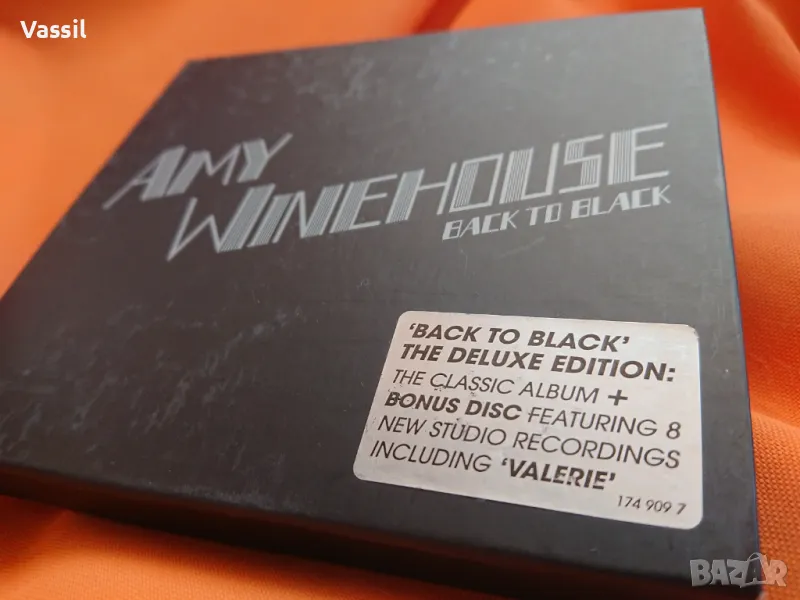 Vassil
AMY
WINEHOUSE
BACK TO BLACK
'BACK TO BLACK'
THE DELUXE EDITION:
THE CLASSIC ALBUM +
BONUS DISC FEATURING 8
NEW STUDIO RECORDINGS
INCLUDING 'VALERIE'
174 909 7
BAZAR